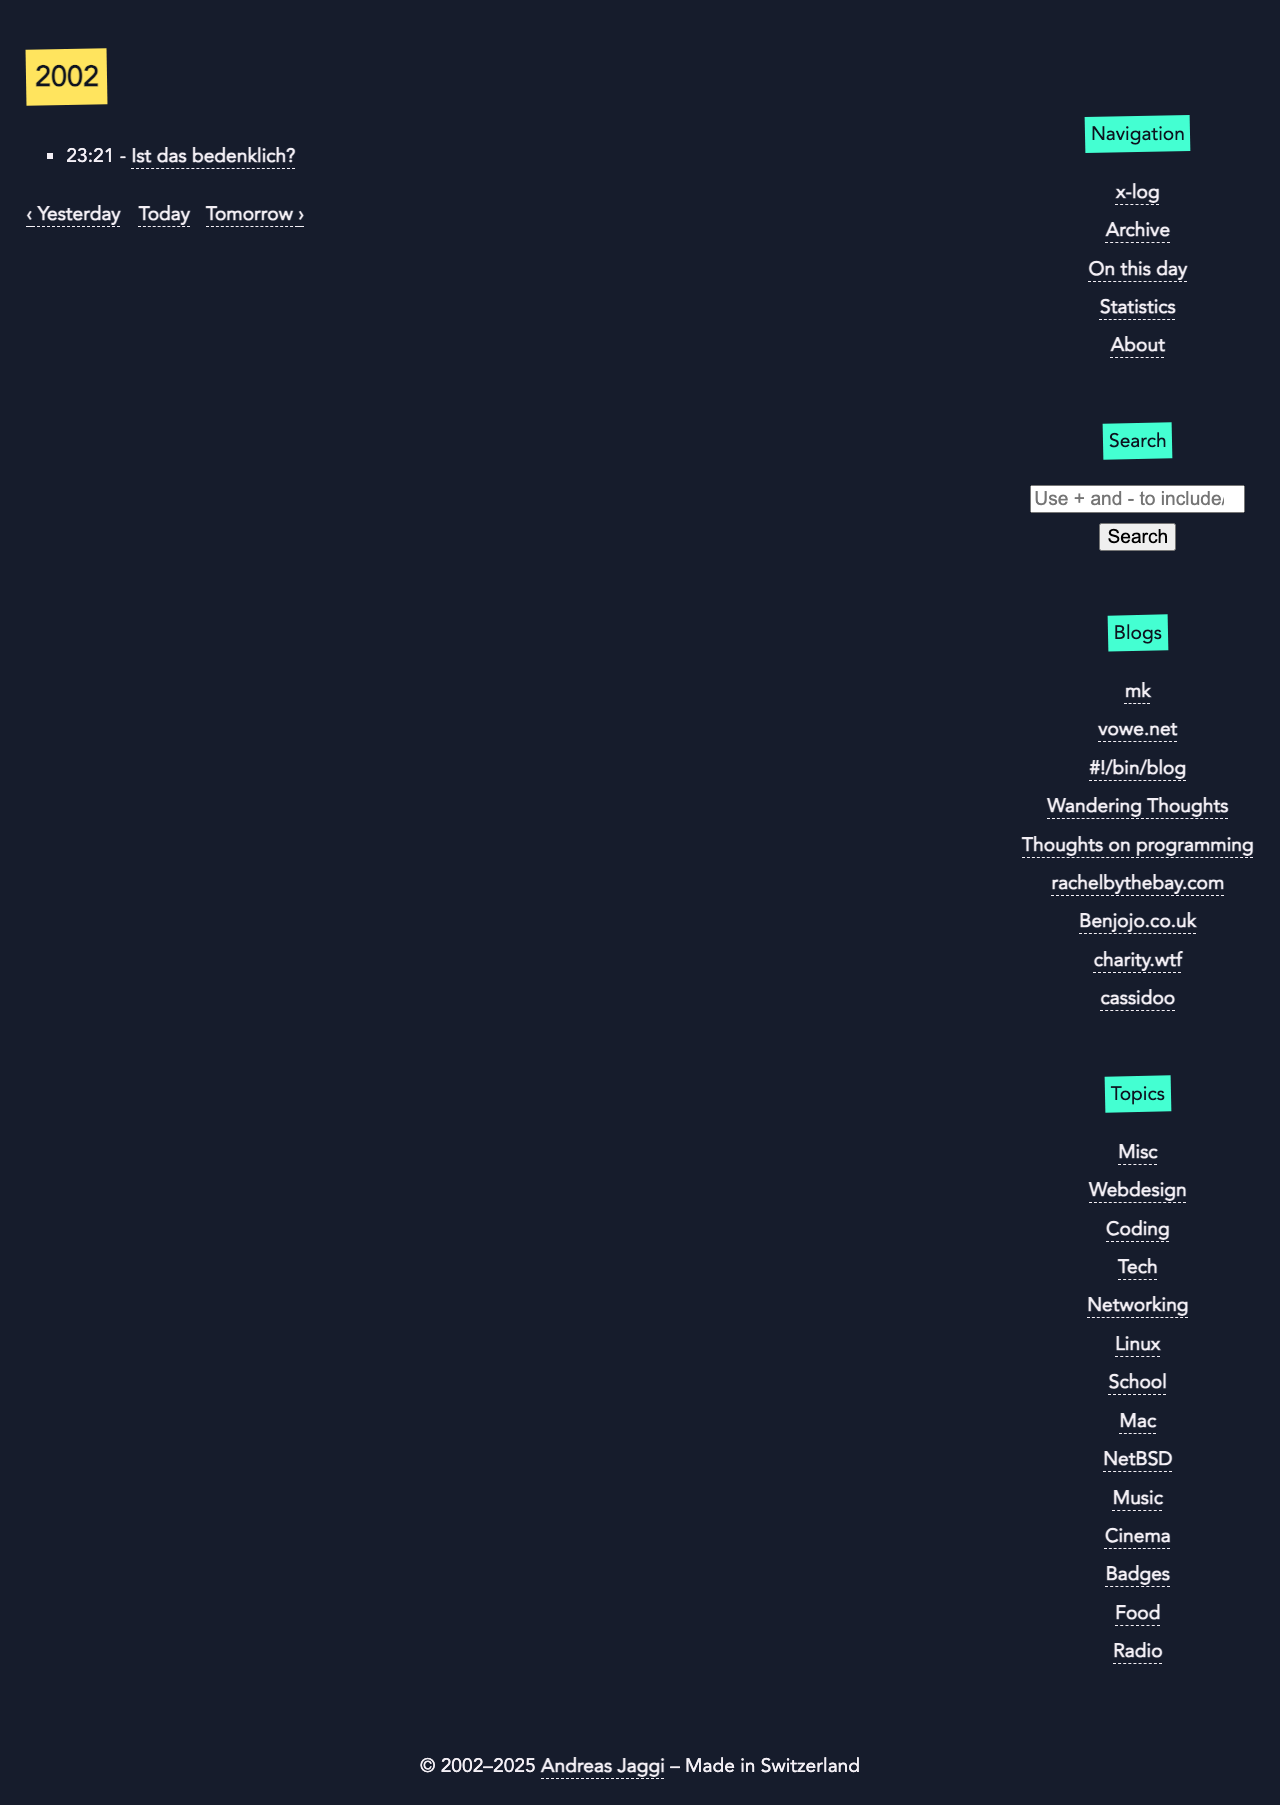 2002
23:21 - Ist das bedenklich?
‹ Yesterday Today Tomorrow ›
Navigation
x-log
Archive
On this day
Statistics
About
Search
Use + and - to include/
Search
Blogs
mk
vowe.net
#!/bin/blog
Wandering Thoughts
Thoughts on programming
rachelbythebay.com
Benjojo.co.uk
charity.wtf
cassidoo
Topics
Misc
Webdesign
Coding
Tech
Networking
Linux
School
Mac
NetBSD
Music
Cinema
Badges
Food
Radio
© 2002–2025 Andreas Jaggi – Made in Switzerland